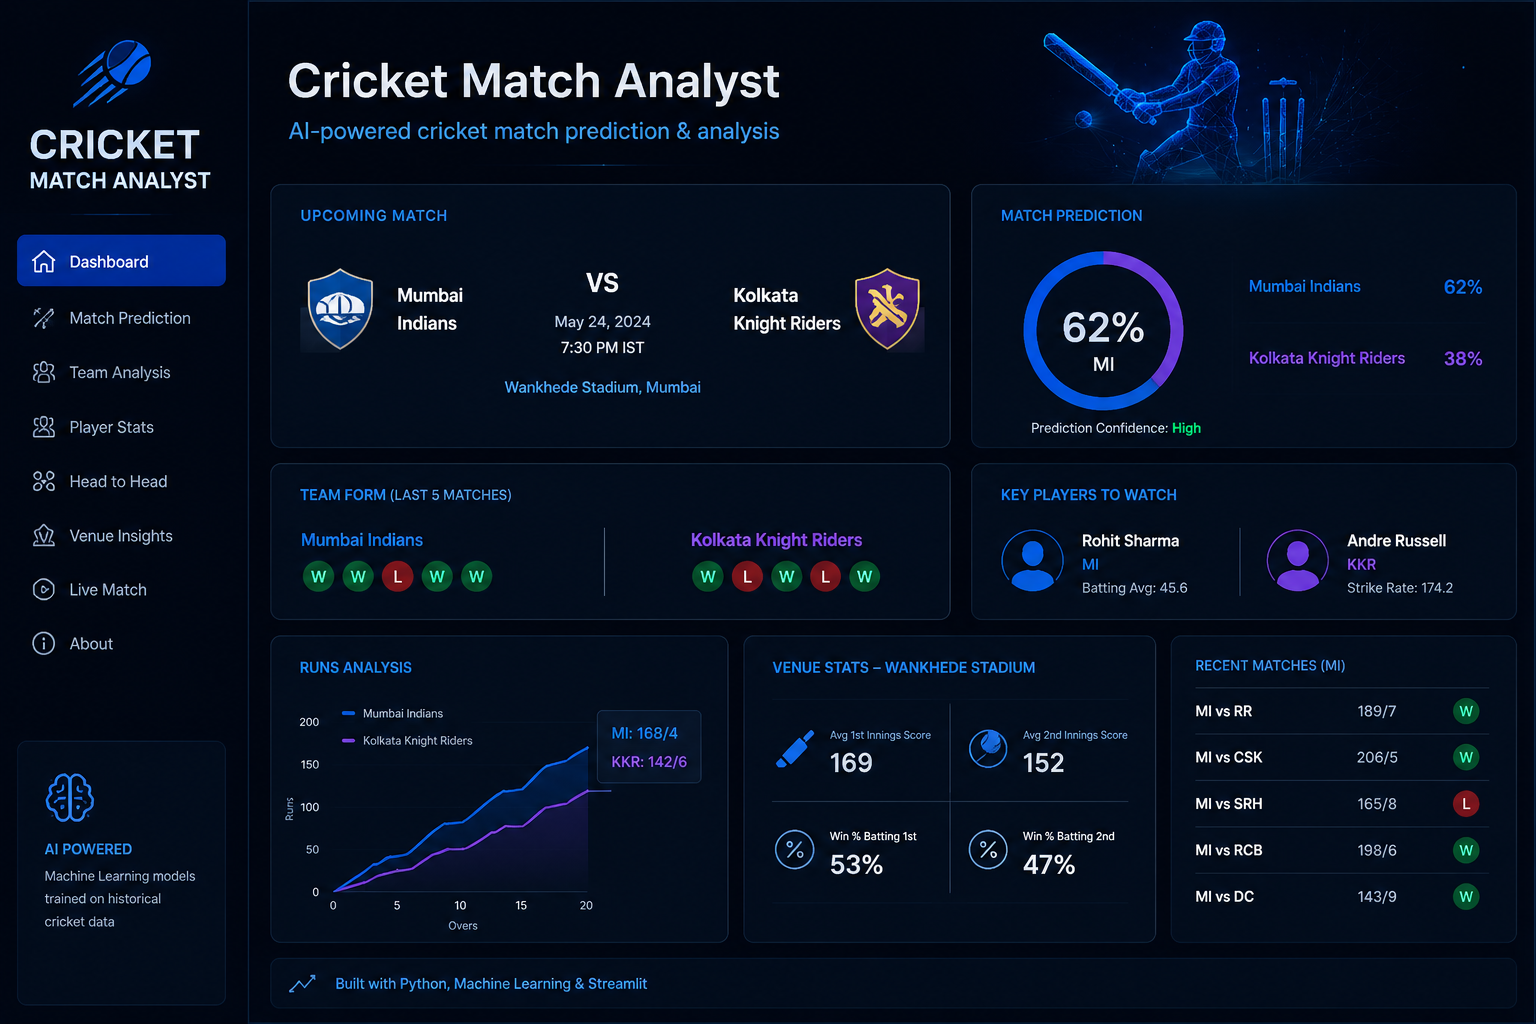 CRICKET
MATCH ANALYST
Dashboard
Match Prediction
Team Analysis
Player Stats
Head to Head
Venue Insights
Live Match
About
AI POWERED
Machine Learning models
trained on historical
cricket data
Cricket Match Analyst
AI-powered cricket match prediction & analysis
UPCOMING MATCH
Mumbai
Indians
VS
May 24, 2024
7:30 PM IST
Wankhede Stadium, Mumbai
Kolkata
Knight Riders
MATCH PREDICTION
62%
MI
Prediction Confidence: High
Mumbai Indians 62%
Kolkata Knight Riders 38%
TEAM FORM (LAST 5 MATCHES)
Mumbai Indians
W W L W W
Kolkata Knight Riders
W L W L W
KEY PLAYERS TO WATCH
Rohit Sharma
MI
Batting Avg: 45.6
Andre Russell
KKR
Strike Rate: 174.2
RUNS ANALYSIS
Mumbai Indians
Kolkata Knight Riders
MI: 168/4
KKR: 142/6
200
150
100
50
0
Runs
0 5 10 15 20
Overs
VENUE STATS – WANKHEDE STADIUM
Avg 1st Innings Score
169
Avg 2nd Innings Score
152
Win % Batting 1st
53%
Win % Batting 2nd
47%
%
%
RECENT MATCHES (MI)
MI vs RR 189/7 W
MI vs CSK 206/5 W
MI vs SRH 165/8 L
MI vs RCB 198/6 W
MI vs DC 143/9 W
Built with Python, Machine Learning & Streamlit